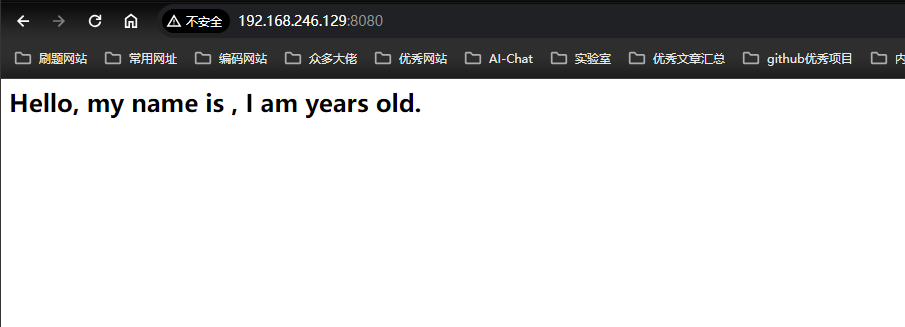 不安全 192.168.246.129:8080
刷题网站 常用网址 编码网站 众多大佬 优秀网站 AI-Chat 实验室 优秀文章汇总 github优秀项目 内
Hello, my name is , I am years old.